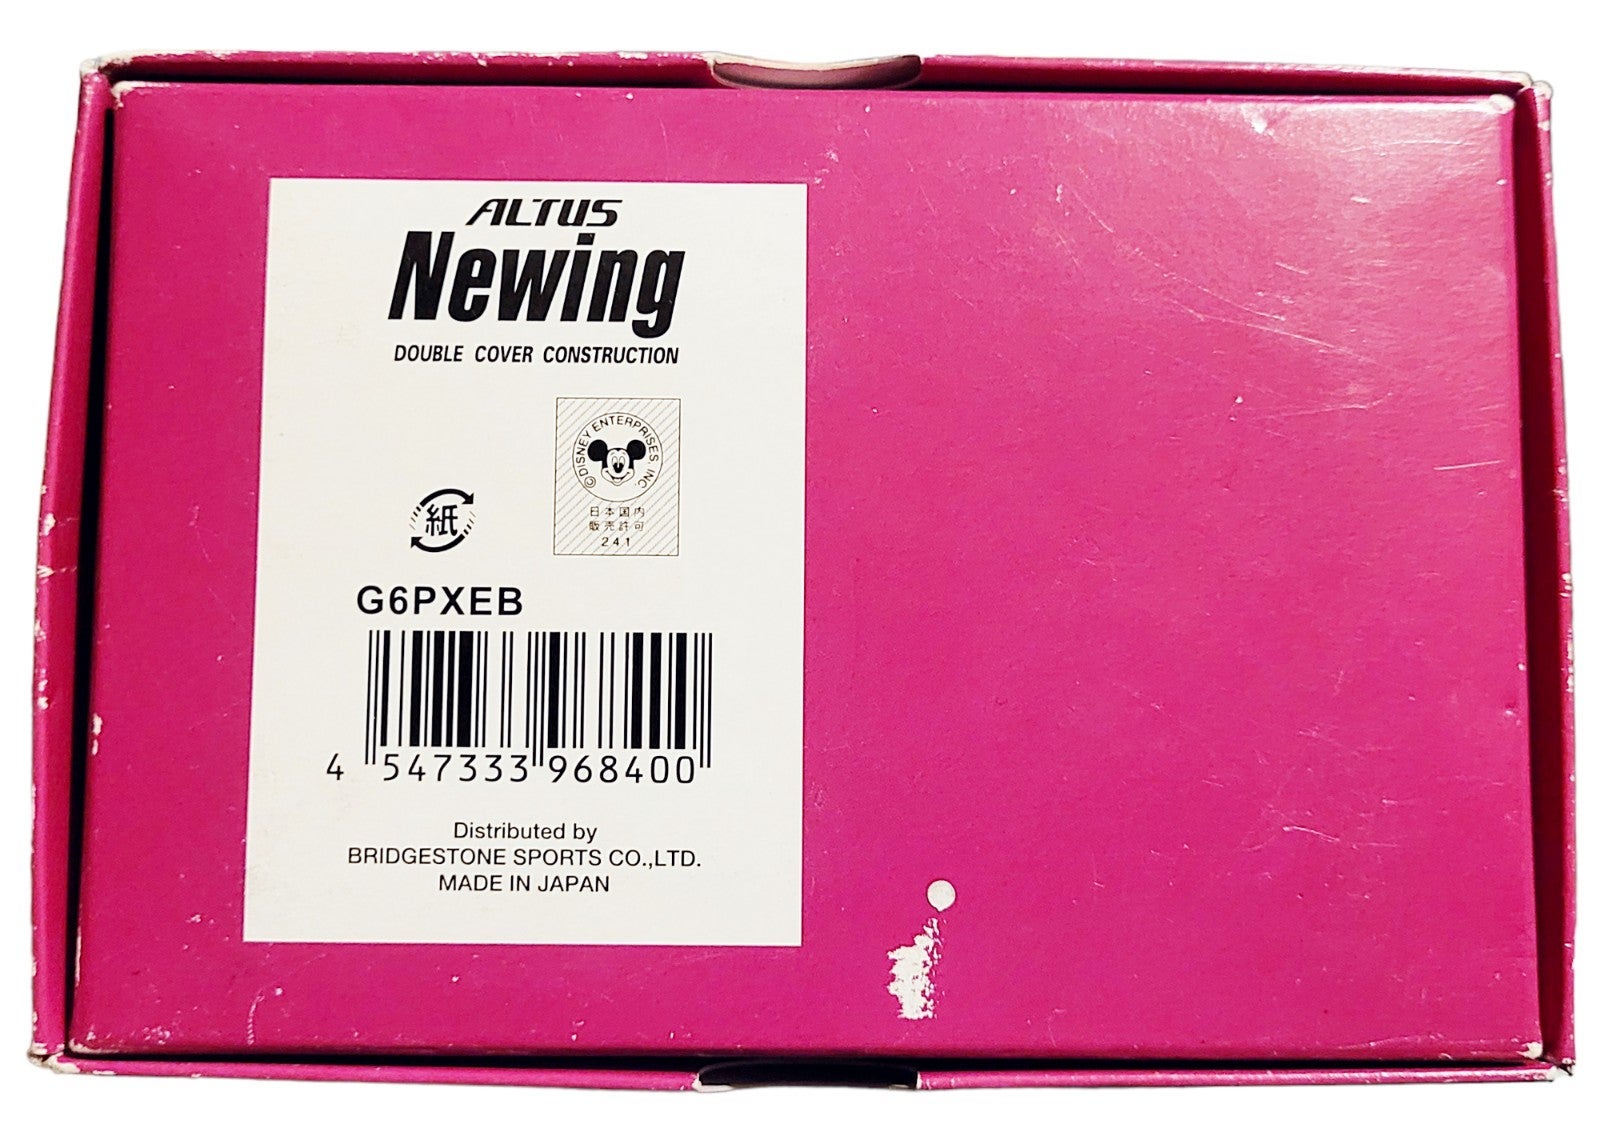 ALTUS
Newing
DOUBLE COVER CONSTRUCTION
© DISNEY ENTERPRISES, INC.
日本国内
販売許可
241
紙
G6PXEB
4 547333 968400
Distributed by
BRIDGESTONE SPORTS CO.,LTD.
MADE IN JAPAN